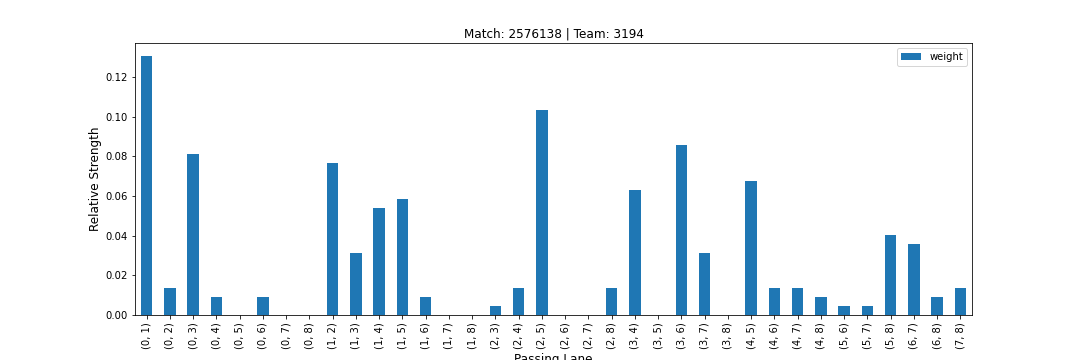 Match: 2576138 | Team: 3194
weight
Relative Strength
0.12
0.10
0.08
0.06
0.04
0.02
0.00
(0, 1) (0, 2) (0, 3) (0, 4) (0, 5) (0, 6) (0, 7) (0, 8) (1, 2) (1, 3) (1, 4) (1, 5) (1, 6) (1, 7) (1, 8) (2, 3) (2, 4) (2, 5) (2, 6) (2, 7) (2, 8) (3, 4) (3, 5) (3, 6) (3, 7) (3, 8) (4, 5) (4, 6) (4, 7) (4, 8) (5, 6) (5, 7) (5, 8) (6, 7) (6, 8) (7, 8)
Passing Lane